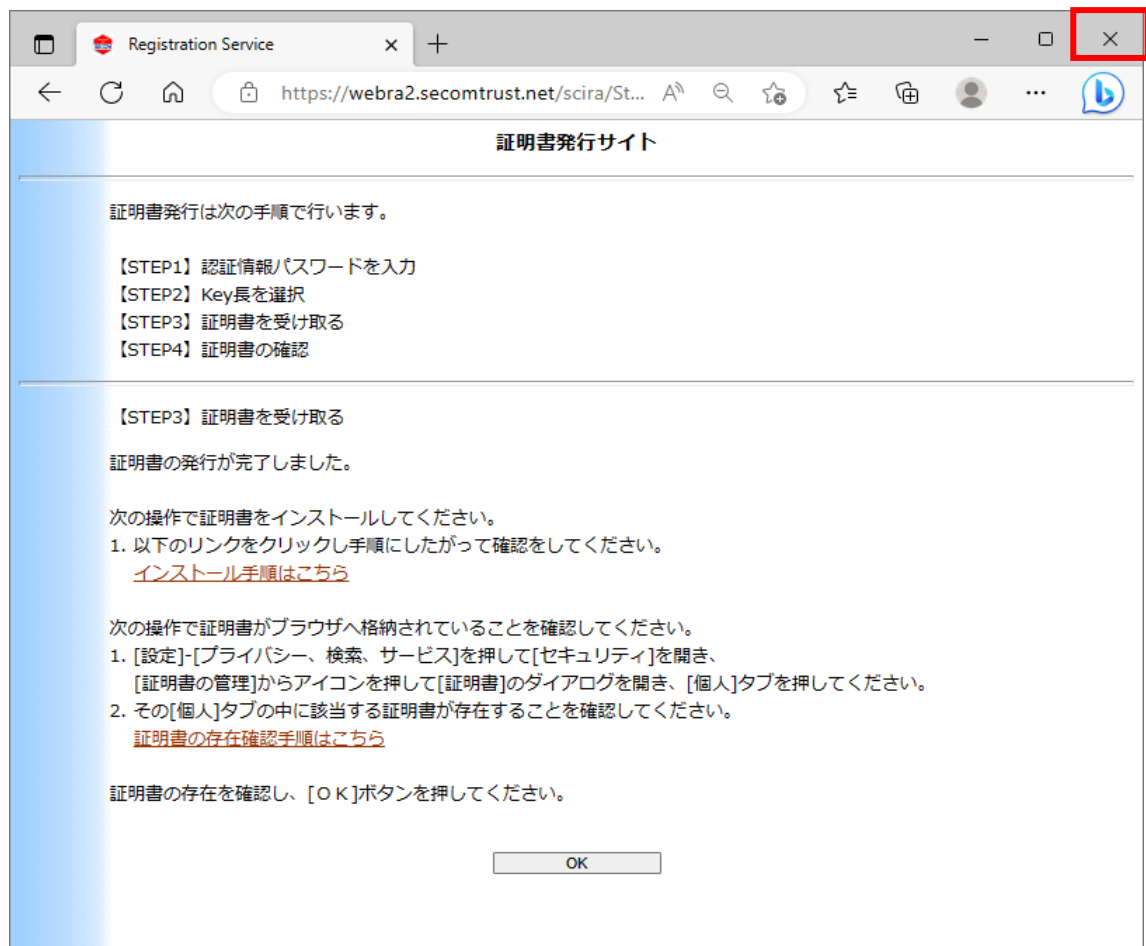 Registration Service
https://webra2.secomtrust.net/scira/St...
証明書発行サイト
証明書発行は次の手順で行います。
【STEP1】認証情報パスワードを入力
【STEP2】Key長を選択
【STEP3】証明書を受け取る
【STEP4】証明書の確認
【STEP3】証明書を受け取る
証明書の発行が完了しました。
次の操作で証明書をインストールしてください。
1. 以下のリンクをクリックし手順にしたがって確認をしてください。
インストール手順はこちら
次の操作で証明書がブラウザへ格納されていることを確認してください。
1. [設定]-[プライバシー、検索、サービス]を押して[セキュリティ]を開き、
[証明書の管理]からアイコンを押して[証明書]のダイアログを開き、[個人]タブを押してください。
2. その[個人]タブの中に該当する証明書が存在することを確認してください。
証明書の存在確認手順はこちら
証明書の存在を確認し、[ＯＫ]ボタンを押してください。
OK